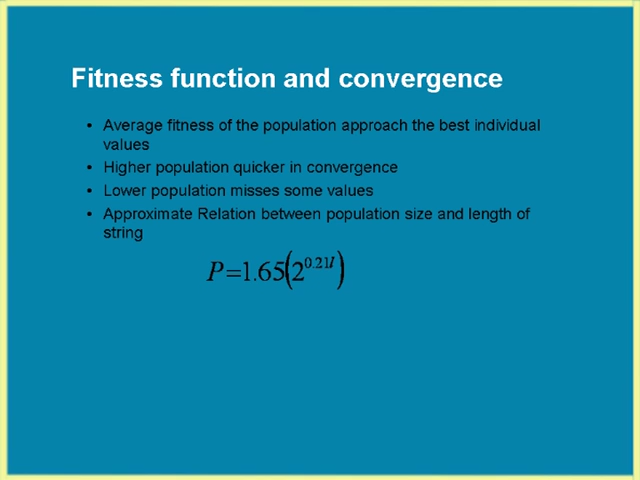 Fitness function and convergence
• Average fitness of the population approach the best individual
values
• Higher population quicker in convergence
• Lower population misses some values
• Approximate Relation between population size and length of
string
P=1.65(2^{0.21l})